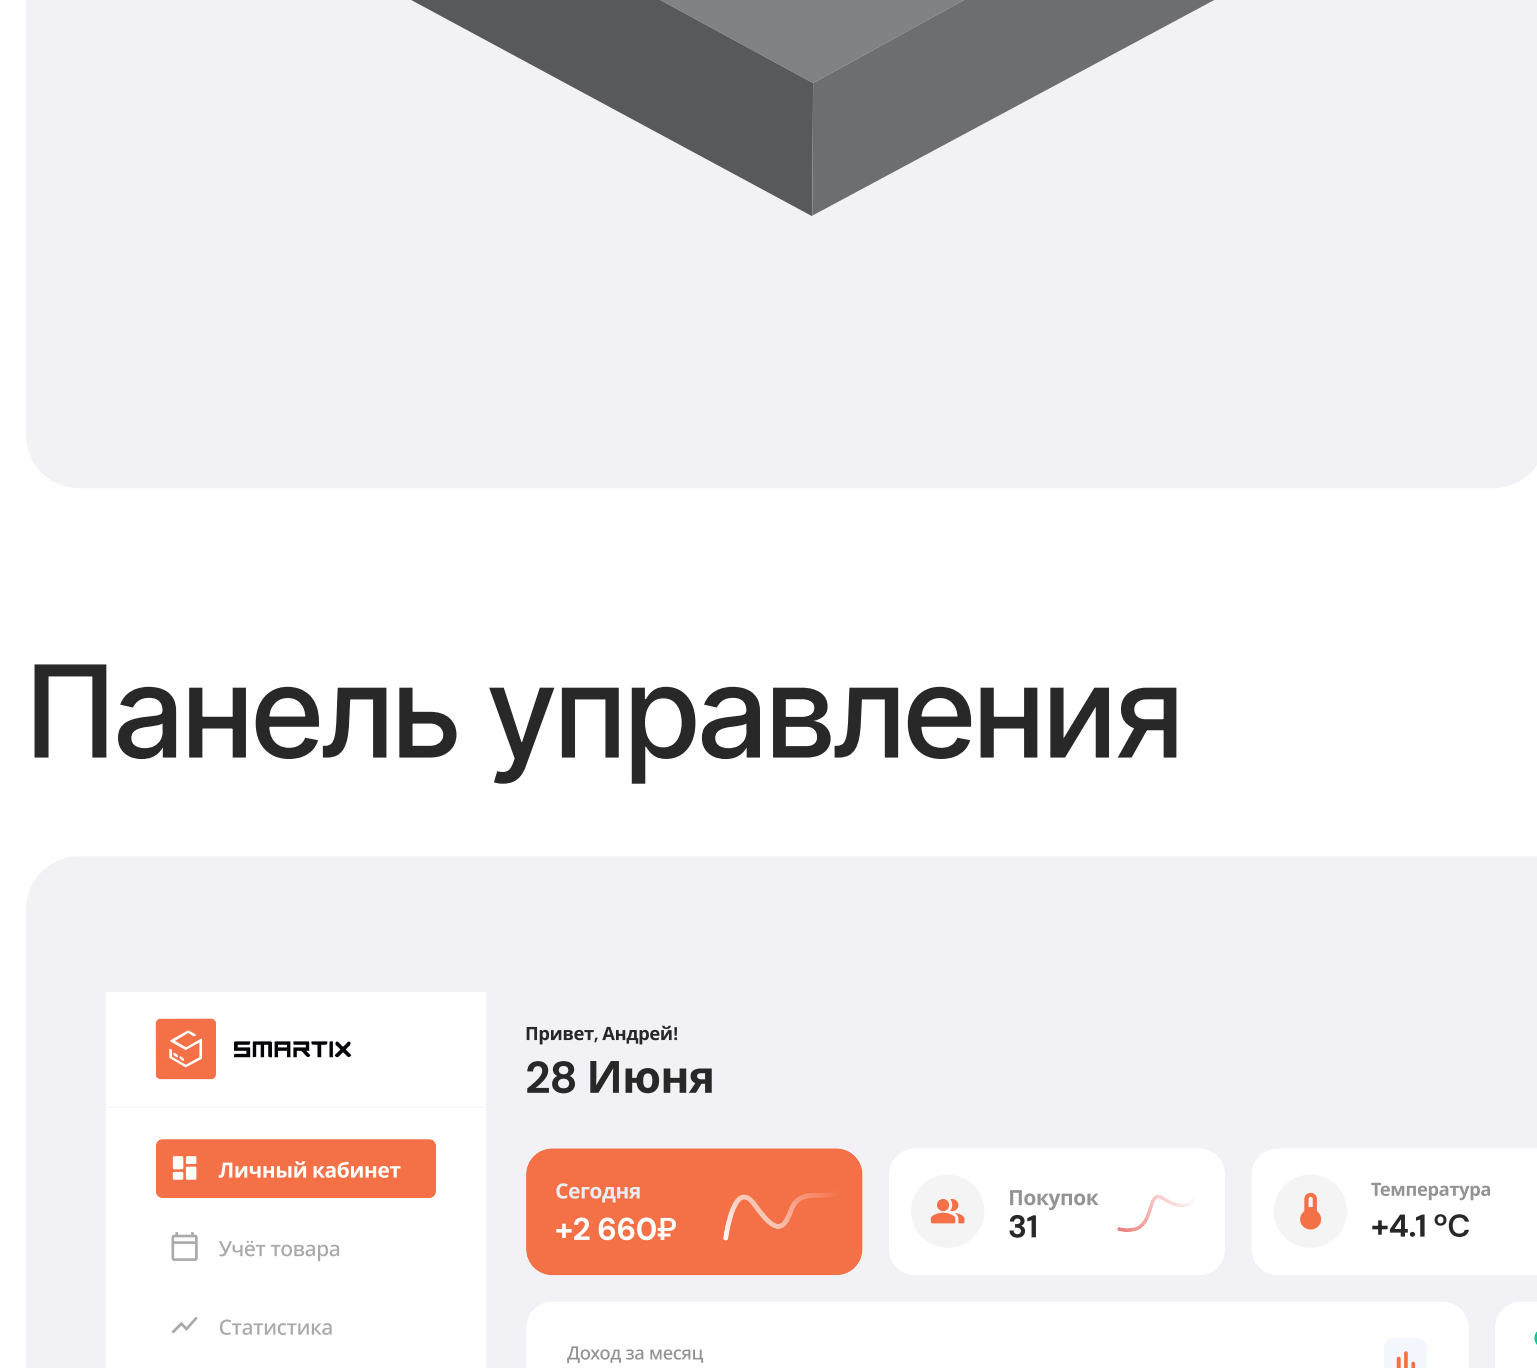 Панель управления
SMARTIX
Привет, Андрей!
28 Июня
Личный кабинет
Учёт товара
Статистика
Сегодня
+2 660₽
Покупок
31
Температура
+4.1 °C
Доход за месяц